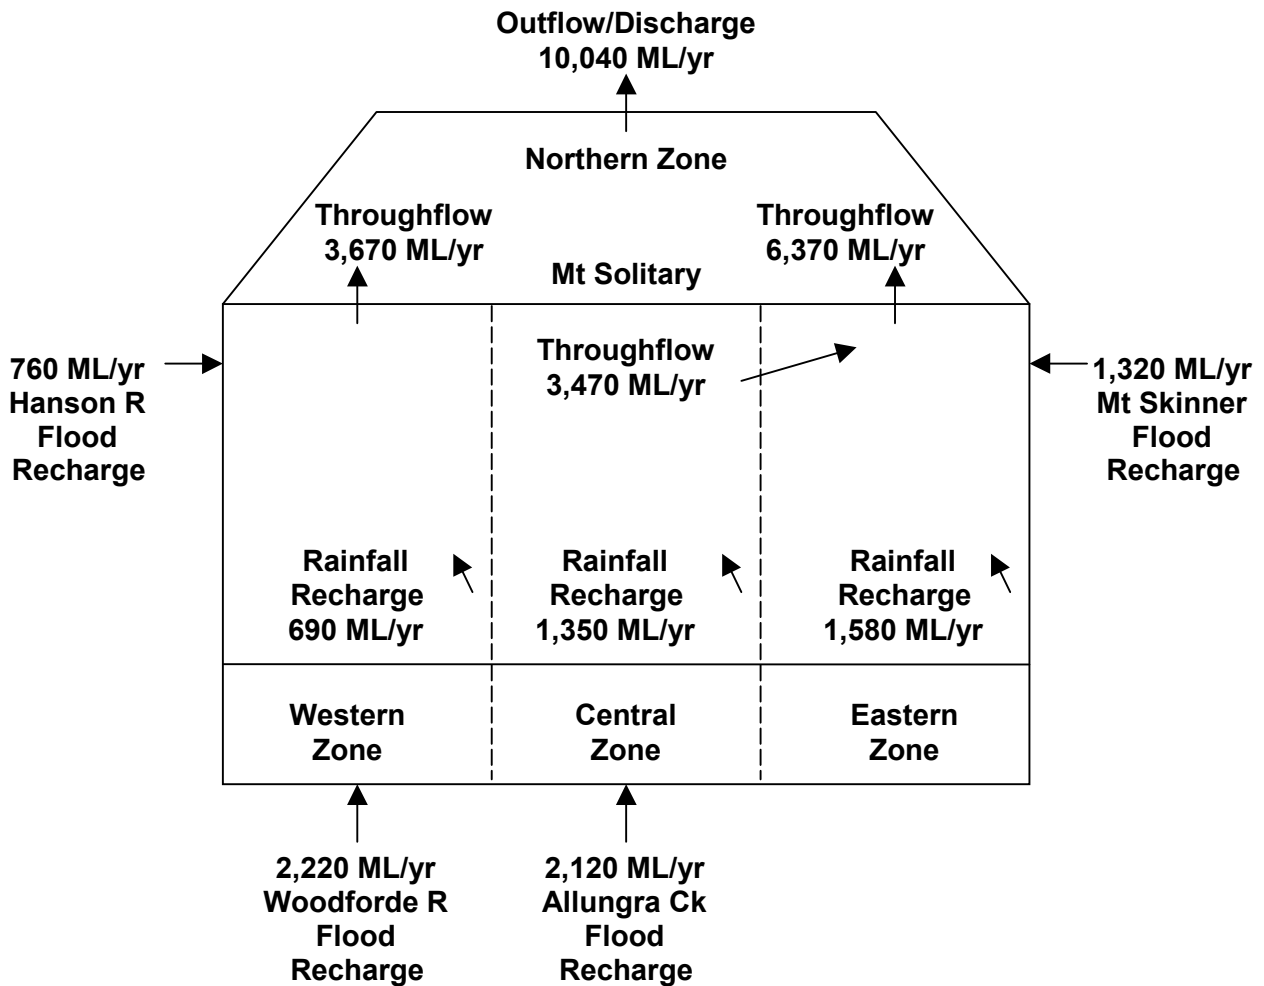 Outflow/Discharge
10,040 ML/yr
Northern Zone
Throughflow
3,670 ML/yr
Throughflow
6,370 ML/yr
Mt Solitary
Throughflow
3,470 ML/yr
760 ML/yr
Hanson R
Flood
Recharge
1,320 ML/yr
Mt Skinner
Flood
Recharge
Rainfall
Recharge
690 ML/yr
Rainfall
Recharge
1,350 ML/yr
Rainfall
Recharge
1,580 ML/yr
Western
Zone
Central
Zone
Eastern
Zone
2,220 ML/yr
Woodforde R
Flood
Recharge
2,120 ML/yr
Allungra Ck
Flood
Recharge